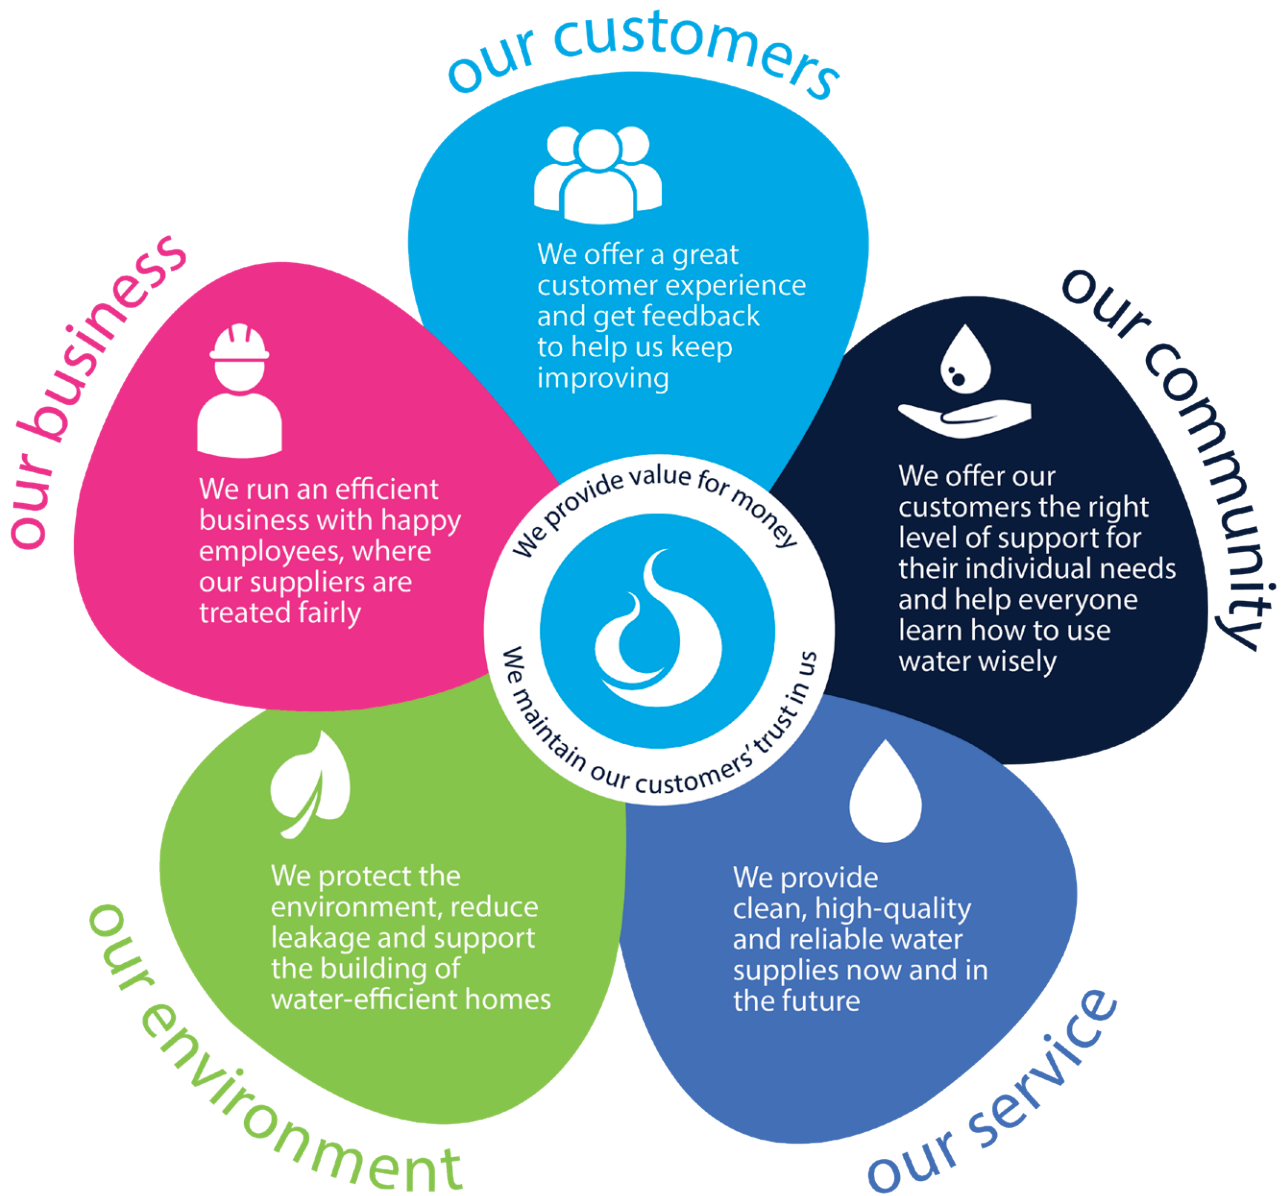 our customers
We offer a great
customer experience
and get feedback
to help us keep
improving
our community
We offer our
customers the right
level of support for
their individual needs
and help everyone
learn how to use
water wisely
our service
We provide
clean, high-quality
and reliable water
supplies now and in
the future
our environment
We protect the
environment, reduce
leakage and support
the building of
water-efficient homes
our business
We run an efficient
business with happy
employees, where
our suppliers are
treated fairly
We provide value for money
We maintain our customers' trust in us